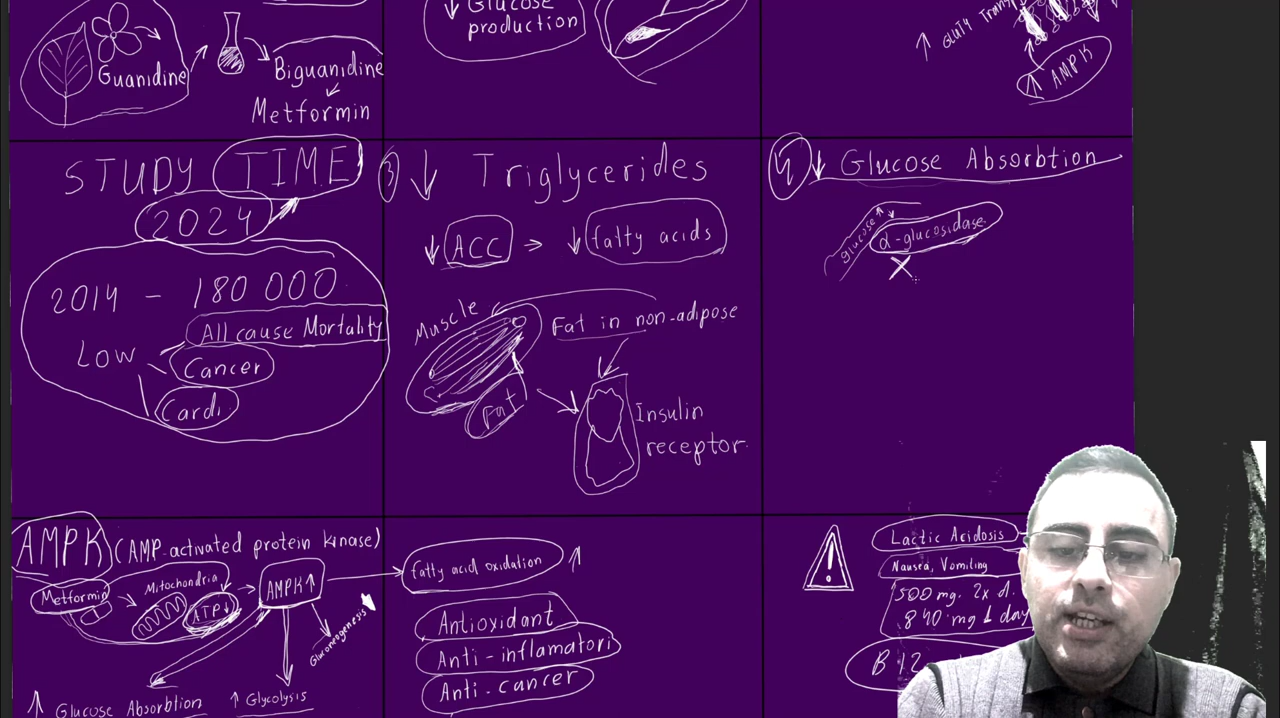 Guanidine
Biguanidine
Metformin
↓ Glucose
production
↑ GLUT4
↑ AMPK
STUDY TIME
2024
2014 - 180 000
Low
All cause Mortality
Cancer
Cardi
3 ↓ Triglycerides
↓ ACC → ↓ fatty acids
Muscle
Fat in non-adipose
Fat
Insulin
receptor
4 ↓ Glucose Absorbtion
glucose ↑
α-glucosidase
X
AMPK (AMP-activated protein kinase)
Metformin → Mitochondria
ATP↓
→ AMPK↑
Gluconeogenesis
↑ Glucose Absorbtion
↑ Glycolysis
fatty acid oxidation ↑
Antioxidant
Anti-inflamatori
Anti-cancer
!
Lactic Acidosis
Nausea, Vomiting
500 mg. 2x d.
840 mg 1 day
B 12